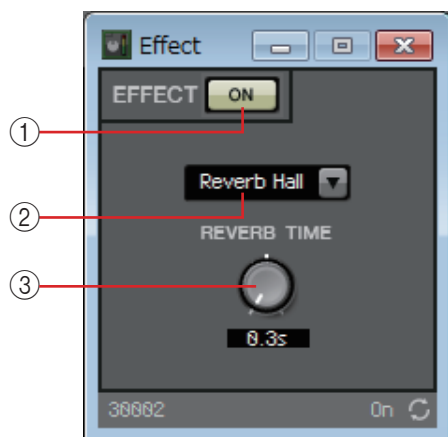 Effect
EFFECT ON
①
Reverb Hall
②
REVERB TIME
③
0.3s
30002 On